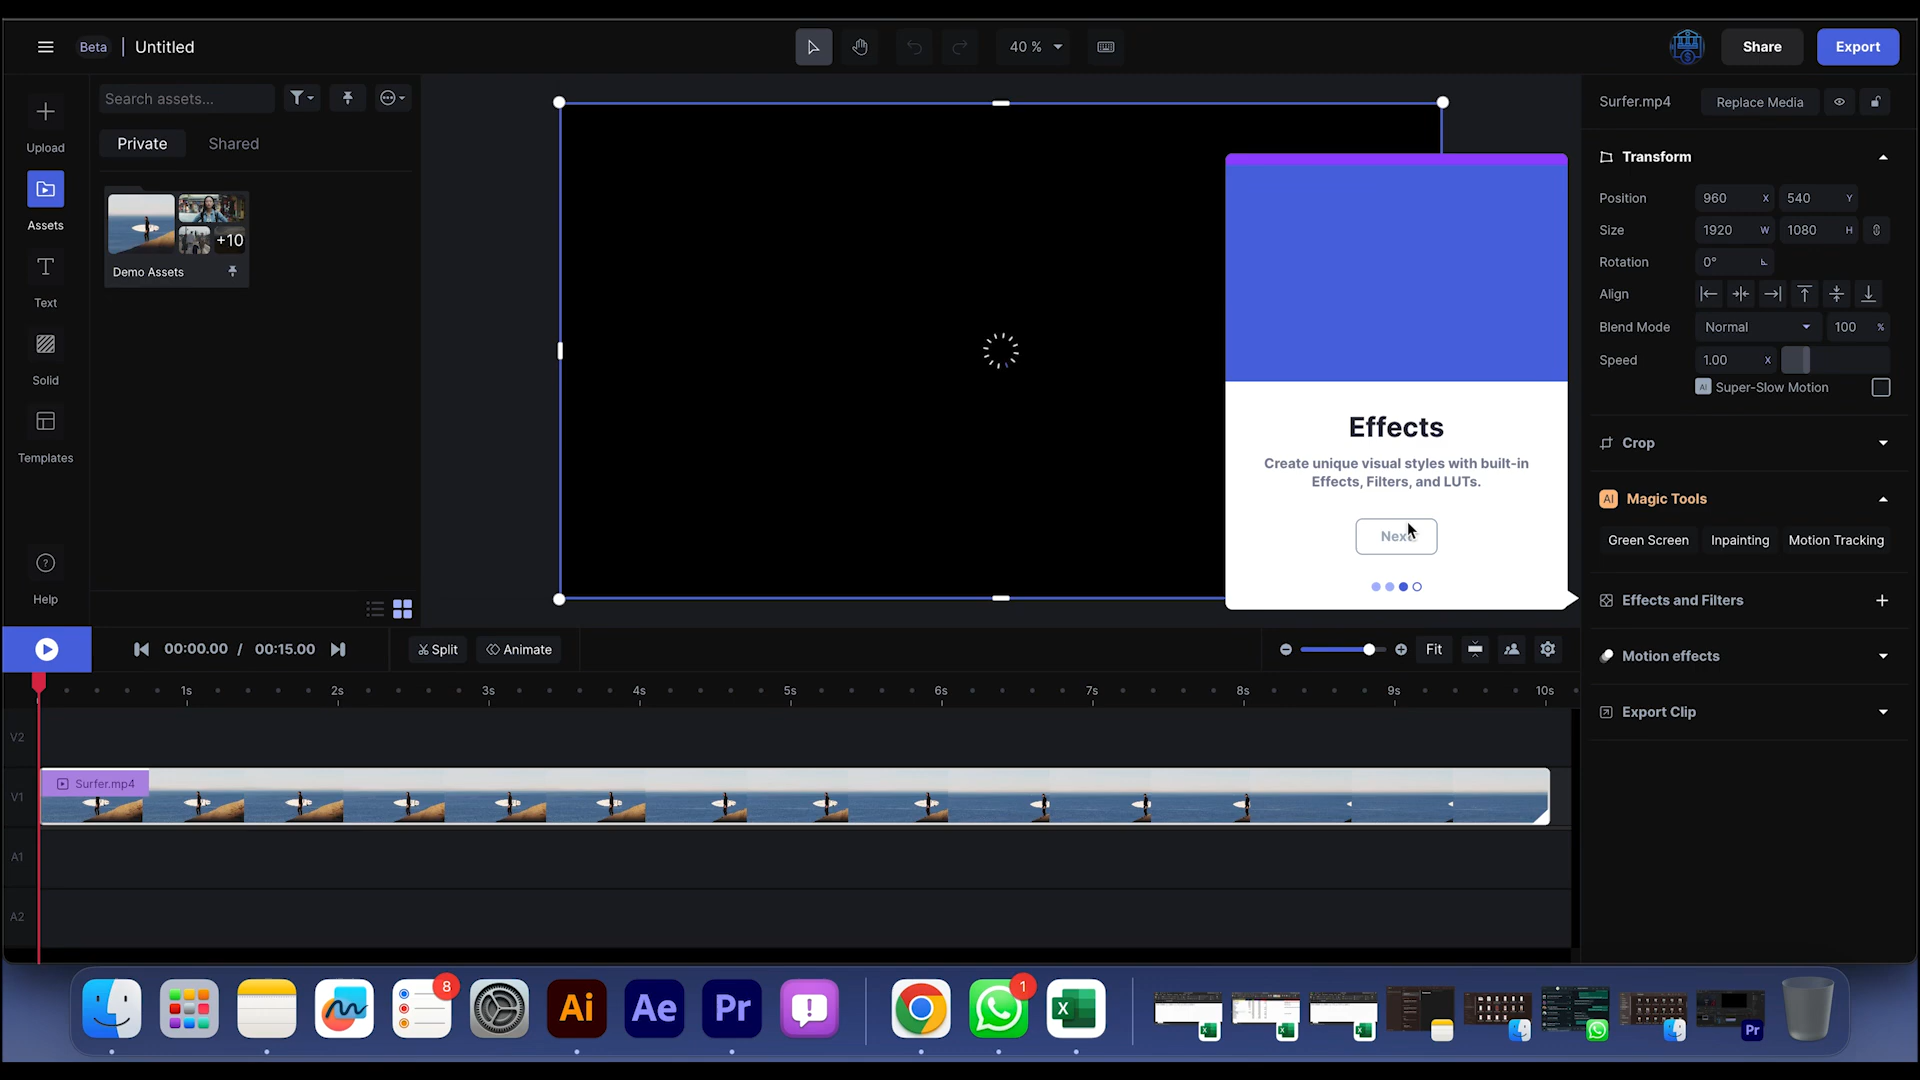 Beta
Untitled
40 %
Share
Export
Upload
Assets
Text
Solid
Templates
Help
Search assets...
Private
Shared
+10
Demo Assets
Effects
Create unique visual styles with built-in
Effects, Filters, and LUTs.
Surfer.mp4
Replace Media
Transform
Position
960 X
540 Y
Size
1920 W
1080 H
Rotation
0°
Align
Blend Mode
Normal
100 %
Speed
1.00 X
AI Super-Slow Motion
Crop
AI Magic Tools
Green Screen
Inpainting
Motion Tracking
Effects and Filters
Motion effects
Export Clip
00:00.00 / 00:15.00
Split
Animate
Fit
1s
2s
3s
4s
5s
6s
7s
8s
9s
10s
V2
V1
Surfer.mp4
A1
A2
8
Ai
Ae
Pr
1
X
Pr